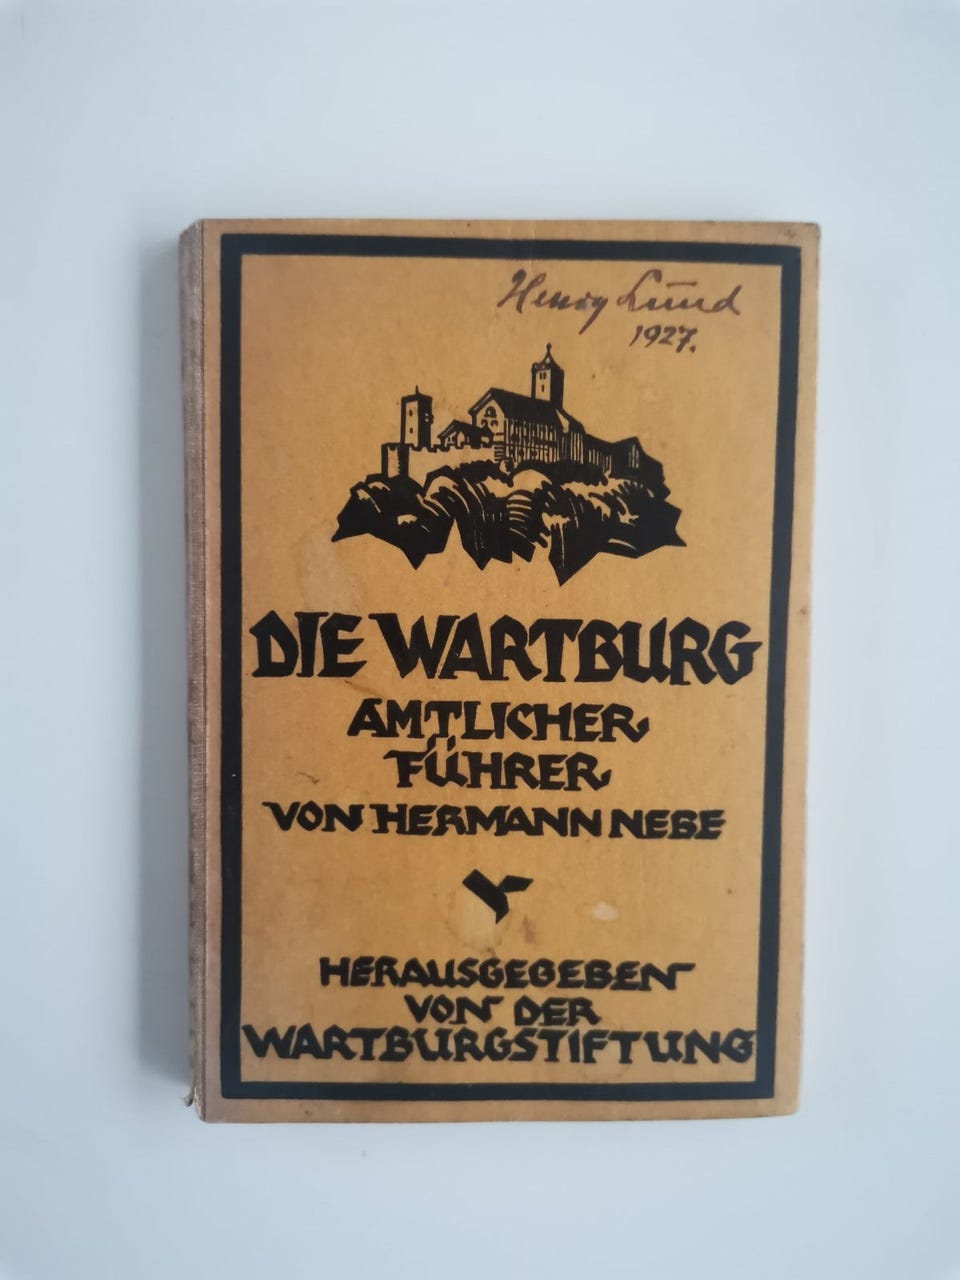 Henry Lund
1927.
DIE WARTBURG
AMTLICHER
FÜHRER
VON HERMANN NEBE
HERAUSGEGEBEN
VON DER
WARTBURGSTIFTUNG